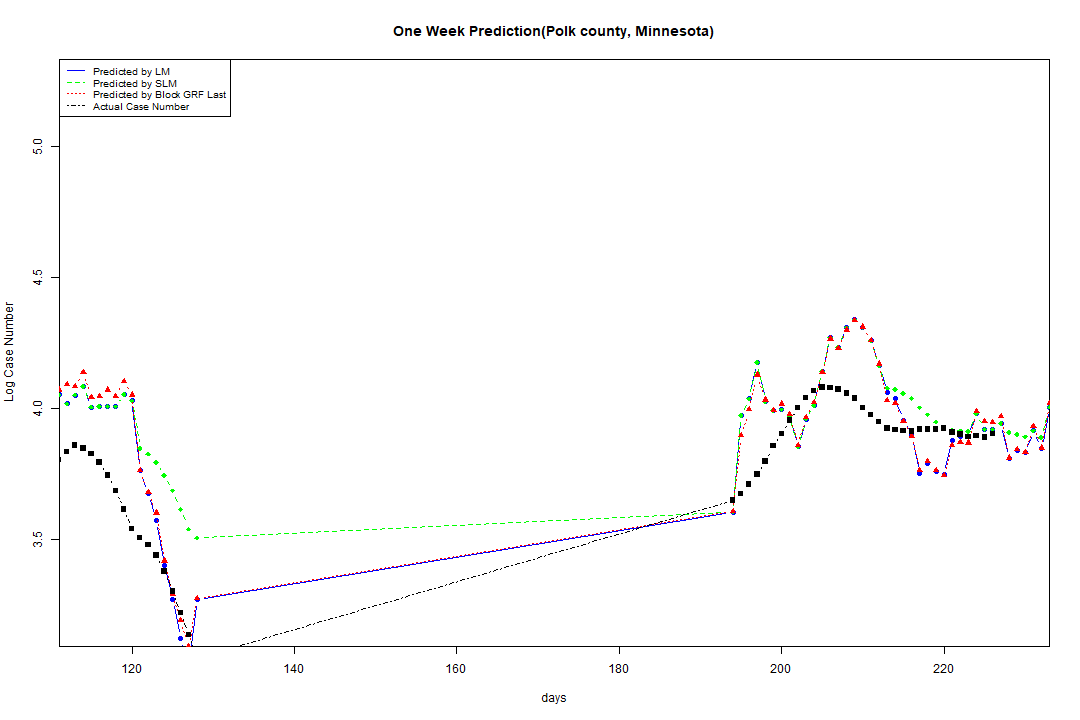 One Week Prediction(Polk county, Minnesota)
Predicted by LM
Predicted by SLM
Predicted by Block GRF Last
Actual Case Number
5.0
4.5
4.0
3.5
Log Case Number
120 140 160 180 200 220
days